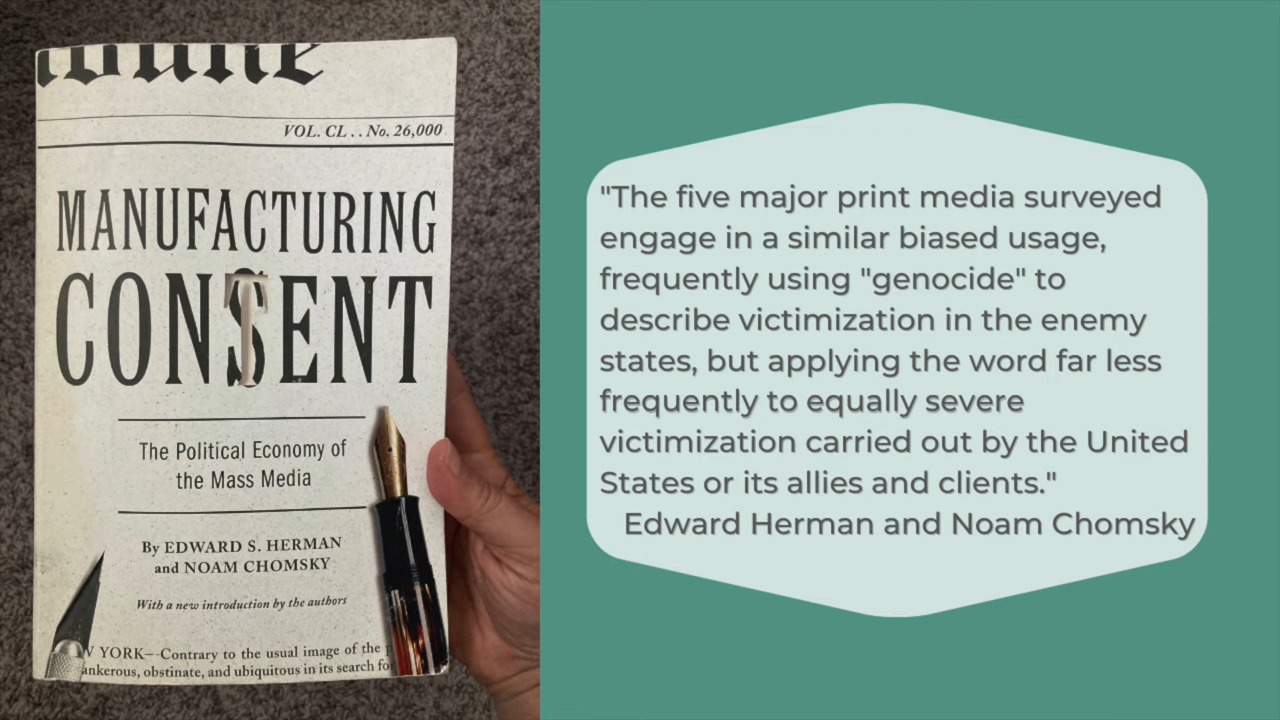 VOL. CL . . No. 26,000
MANUFACTURING
CONSENT
The Political Economy of
the Mass Media
By EDWARD S. HERMAN
and NOAM CHOMSKY
With a new introduction by the authors
YORK—Contrary to the usual image of the
ankerous, obstinate, and ubiquitous in its search for
"The five major print media surveyed
engage in a similar biased usage,
frequently using "genocide" to
describe victimization in the enemy
states, but applying the word far less
frequently to equally severe
victimization carried out by the United
States or its allies and clients."
Edward Herman and Noam Chomsky